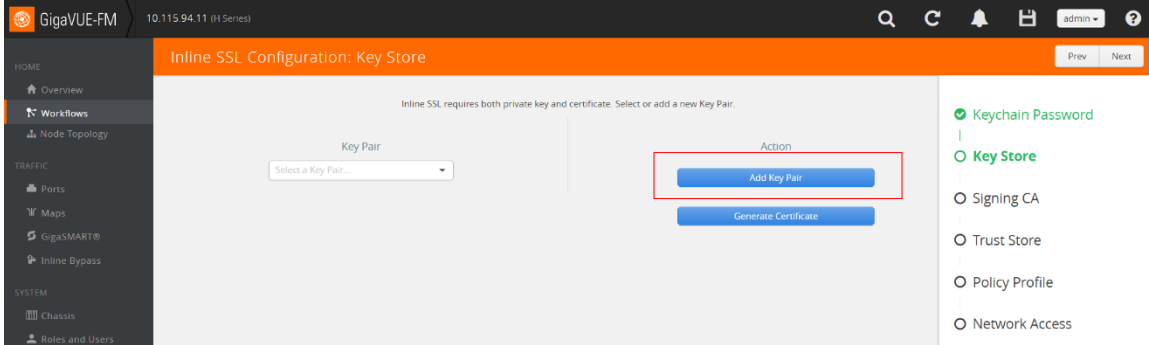 GigaVUE-FM
10.115.94.11 (H Series)
admin
HOME
Overview
Workflows
Node Topology
TRAFFIC
Ports
Maps
GigaSMART®
Inline Bypass
SYSTEM
Chassis
Roles and Users
Inline SSL Configuration: Key Store
Prev
Next
Inline SSL requires both private key and certificate. Select or add a new Key Pair.
Key Pair
Select a Key Pair...
Action
Add Key Pair
Generate Certificate
Keychain Password
Key Store
Signing CA
Trust Store
Policy Profile
Network Access